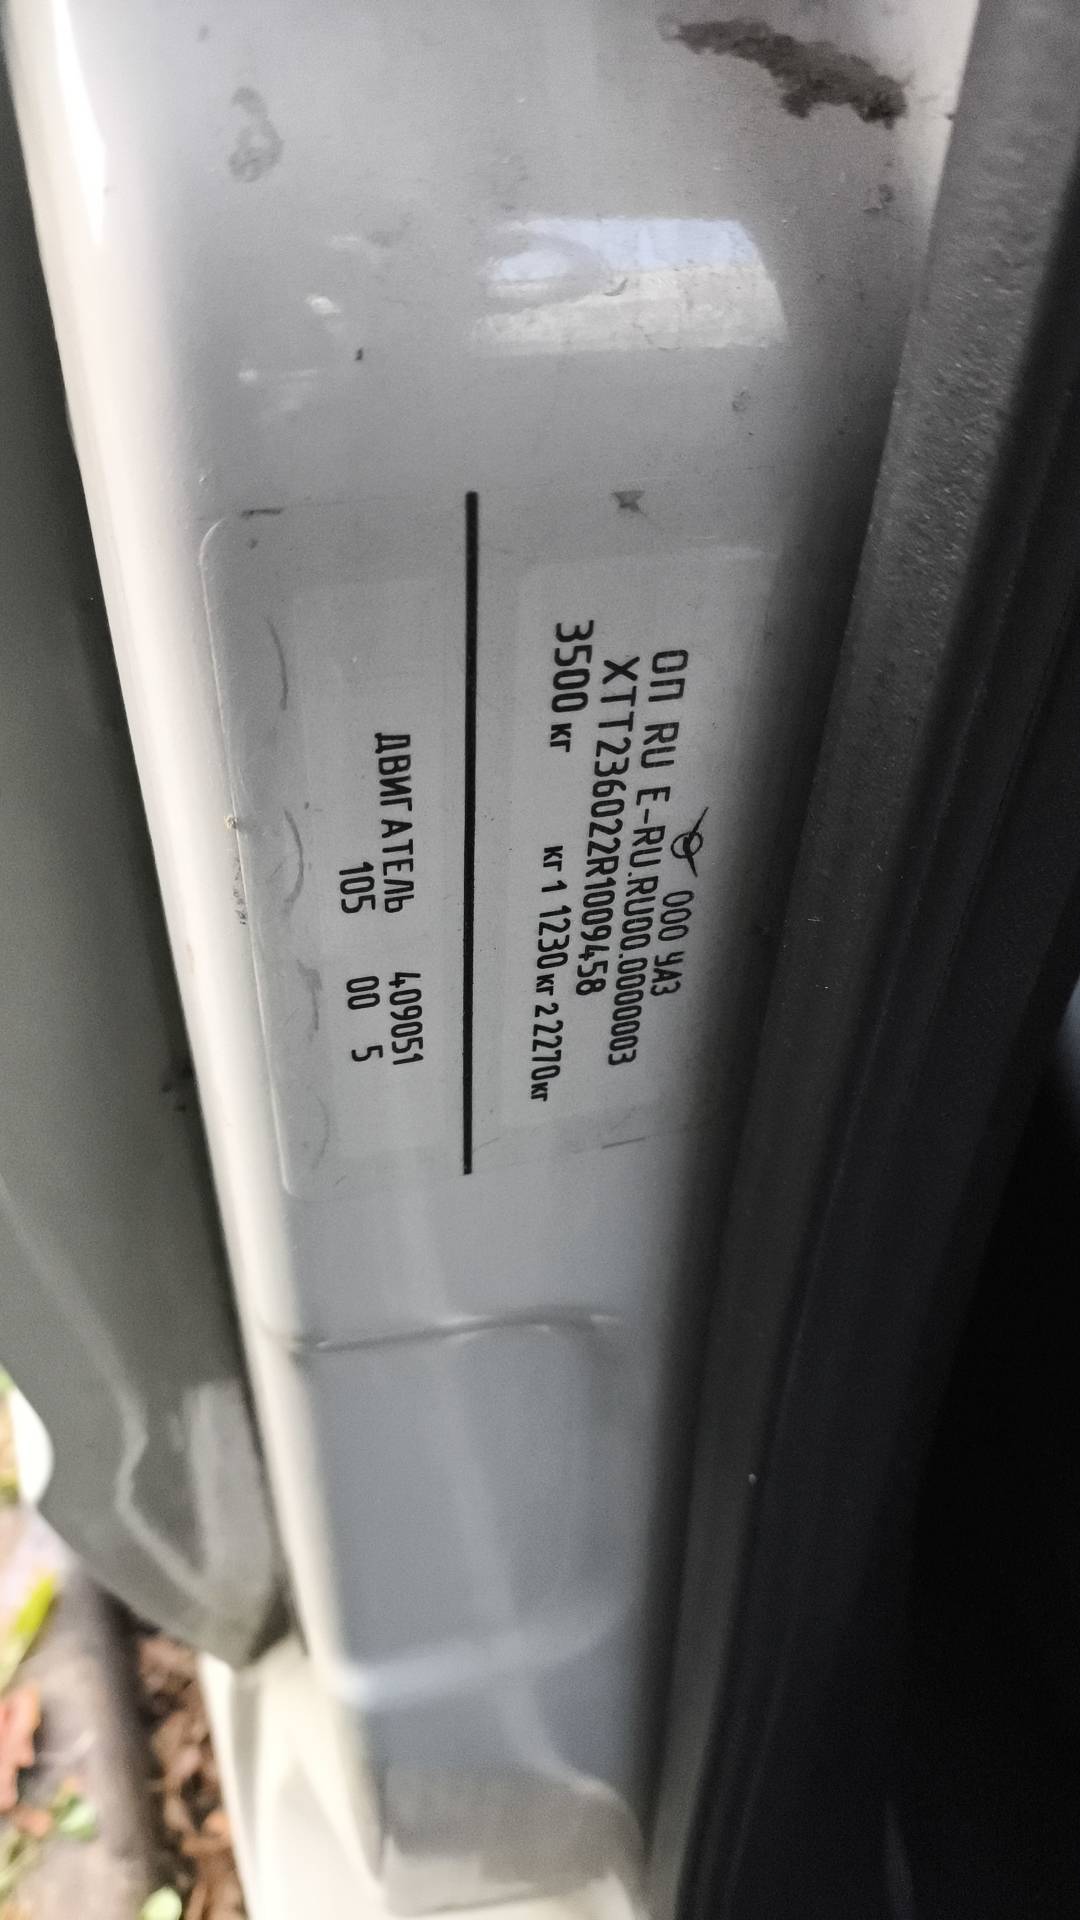 ООО УАЗ
ОП RU E-RU.RU00.0000003
XTT236022R1009458
3500 кг кг 1 1230 кг 2 2270 кг
ДВИГАТЕЛЬ 409051
105 00 5